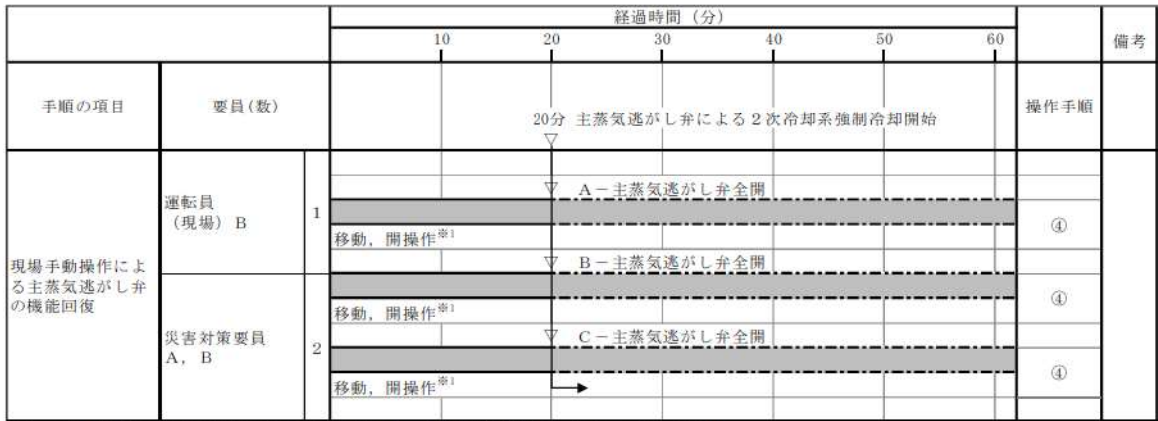 経過時間（分）
10 20 30 40 50 60
備考
手順の項目 要員(数) 操作手順
20分 主蒸気逃がし弁による２次冷却系強制冷却開始
▽
▽ Ａ－主蒸気逃がし弁全開
運転員
（現場）Ｂ
1
移動，開操作※1
④
▽ Ｂ－主蒸気逃がし弁全開
現場手動操作によ
る主蒸気逃がし弁
の機能回復
移動，開操作※1
④
災害対策要員
Ａ，Ｂ
2
▽ Ｃ－主蒸気逃がし弁全開
移動，開操作※1
④